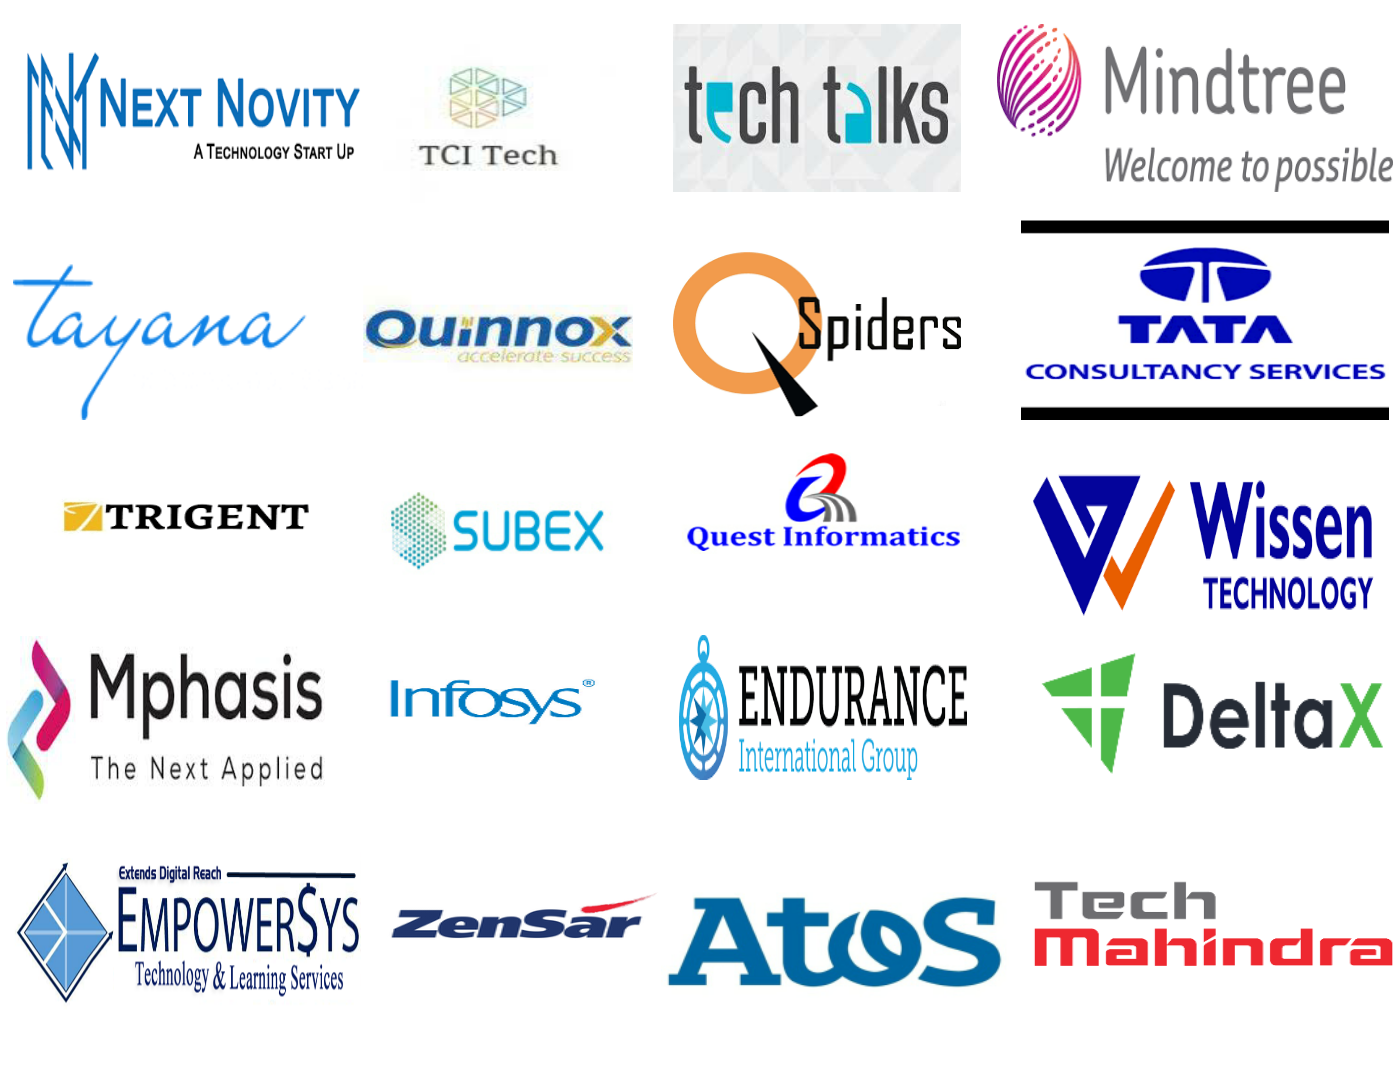 NEXT NOVITY
A TECHNOLOGY START UP
TCI Tech
tech talks
Mindtree
Welcome to possible
tayana
Quinnox
accelerate success
QSpiders
TATA
CONSULTANCY SERVICES
TRIGENT
SUBEX
Quest Informatics
Wissen
TECHNOLOGY
Mphasis
The Next Applied
Infosys®
ENDURANCE
International Group
DeltaX
Extends Digital Reach
EMPOWER$YS
Technology & Learning Services
ZenSar
Atos
Tech
Mahindra